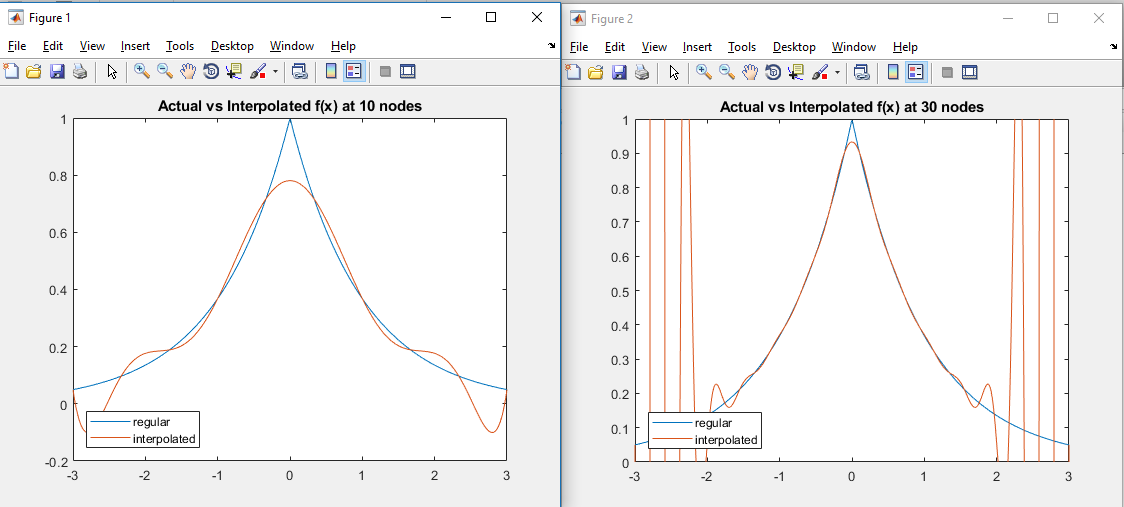 Figure 1
File Edit View Insert Tools Desktop Window Help
Actual vs Interpolated f(x) at 10 nodes
1
0.8
0.6
0.4
0.2
0
-0.2
-3 -2 -1 0 1 2 3
regular
interpolated
Figure 2
File Edit View Insert Tools Desktop Window Help
Actual vs Interpolated f(x) at 30 nodes
1
0.9
0.8
0.7
0.6
0.5
0.4
0.3
0.2
0.1
0
-3 -2 -1 0 1 2 3
regular
interpolated